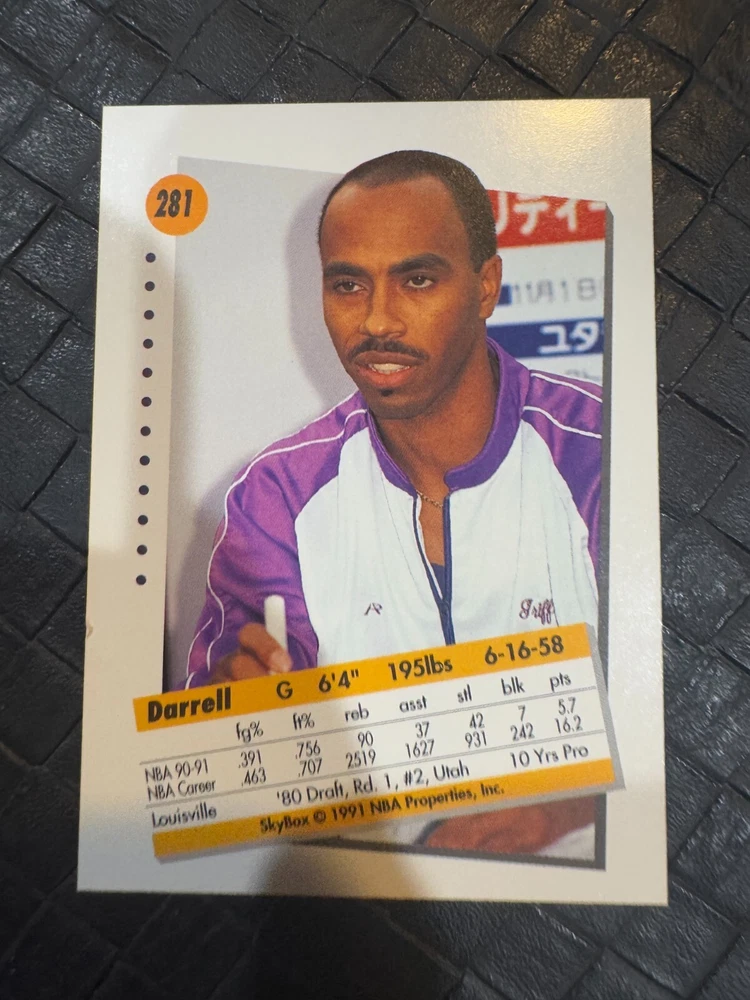 281
リティー
11月1日
ユタ
Griff
Darrell G 6'4" 195lbs 6-16-58
fg% ft% reb asst stl blk pts
NBA 90-91 .391 .756 90 37 42 7 5.7
NBA Career .463 .707 2519 1627 931 242 16.2
Louisville '80 Draft, Rd. 1, #2, Utah 10 Yrs Pro
SkyBox © 1991 NBA Properties, Inc.